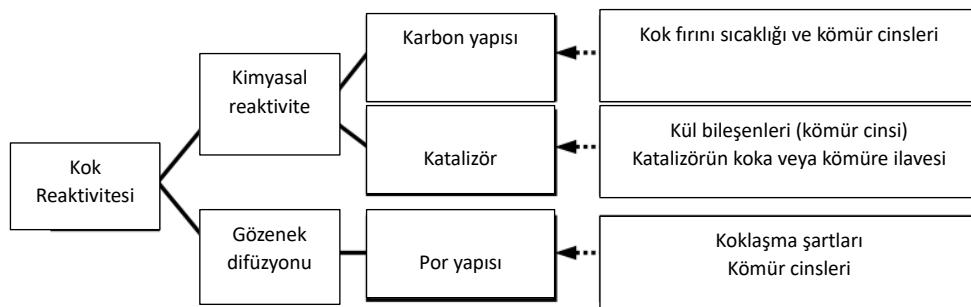 Kok
Reaktivitesi
Kimyasal
reaktivite
Gözenek
difüzyonu
Karbon yapısı
Katalizör
Por yapısı
Kok fırını sıcaklığı ve kömür cinsleri
Kül bileşenleri (kömür cinsi)
Katalizörün koka veya kömüre ilavesi
Koklaşma şartları
Kömür cinsleri